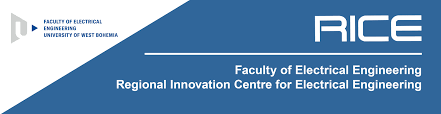 FACULTY OF ELECTRICAL
ENGINEERING
UNIVERSITY OF WEST BOHEMIA
RICE
Faculty of Electrical Engineering
Regional Innovation Centre for Electrical Engineering